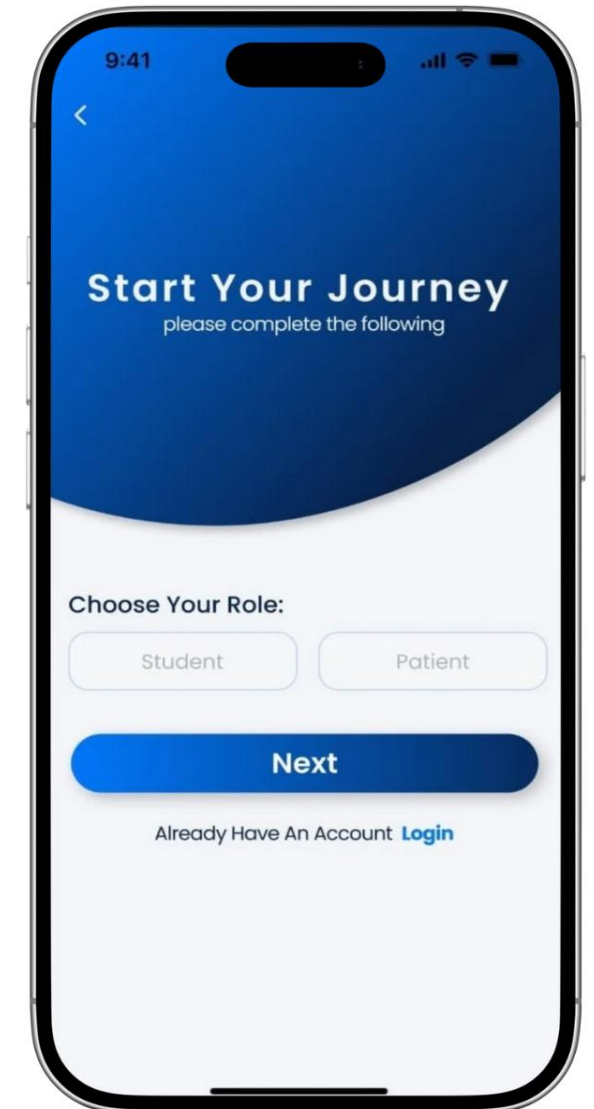 9:41
Start Your Journey
please complete the following
Choose Your Role:
Student Patient
Next
Already Have An Account Login